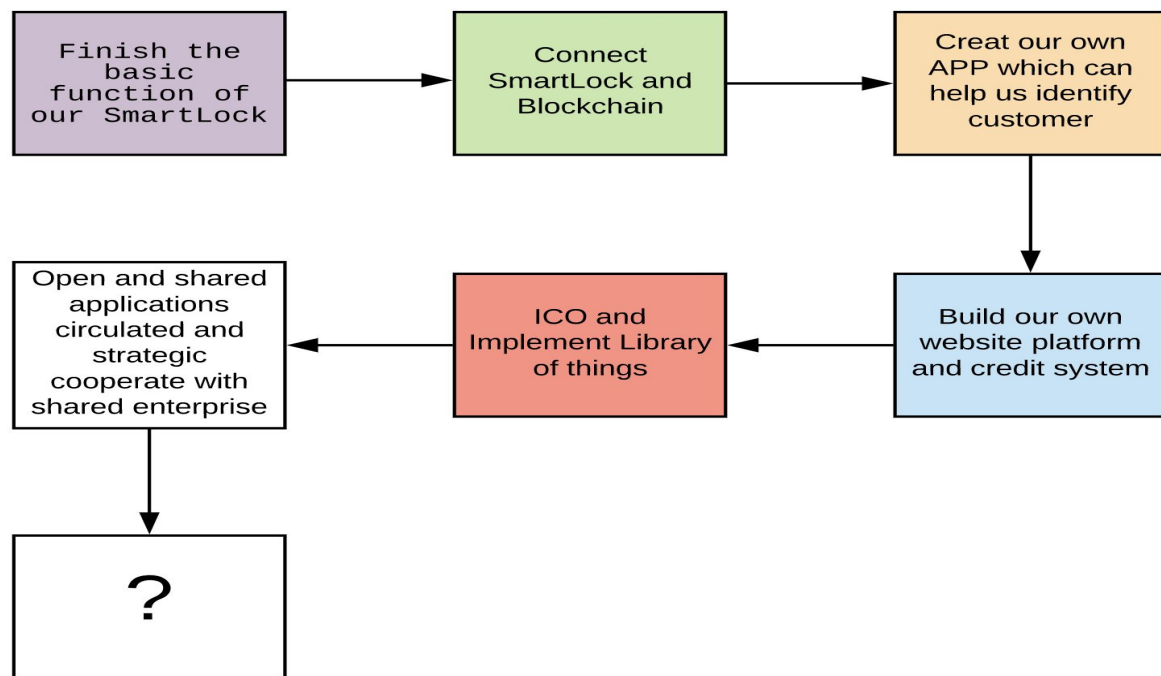 Finish the
basic
function of
our SmartLock
Connect
SmartLock and
Blockchain
Creat our own
APP which can
help us identify
customer
Build our own
website platform
and credit system
ICO and
Implement Library
of things
Open and shared
applications
circulated and
strategic
cooperate with
shared enterprise
?